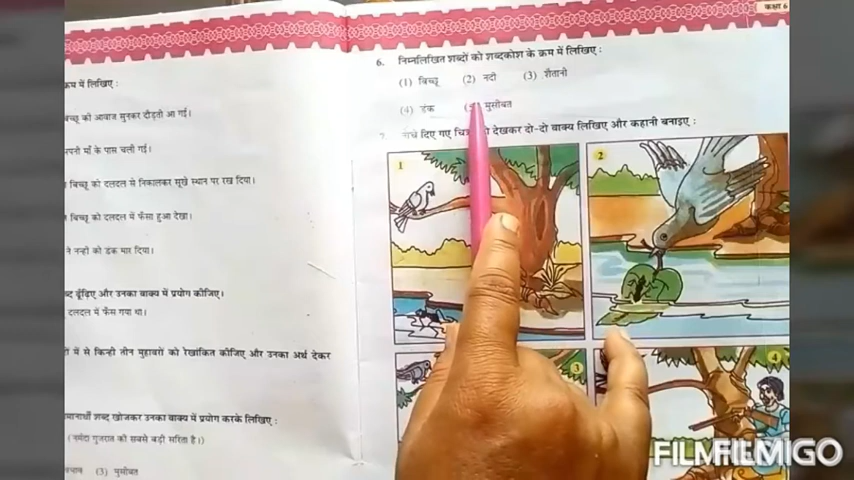 कक्षा 6
क्रम में लिखिए :
बिच्छू की आवाज सुनकर दौड़ती आ गई।
अपनी माँ के पास चली गई।
बिच्छू को दलदल से निकालकर सूखे स्थान पर रख दिया।
बिच्छू को दलदल में फँसा हुआ देखा।
ने नन्हों को डंक मार दिया।
ढूँढ़िए और उनका वाक्य में प्रयोग कीजिए।
दलदल में फँस गया था।
में से किन्हीं तीन मुहावरों को रेखांकित कीजिए और उनका अर्थ देकर
शब्द खोजकर उनका वाक्य में प्रयोग करके लिखिए :
(नर्मदा गुजरात की सबसे बड़ी सरिता है।)
(3) मुसीबत
6. निम्नलिखित शब्दों को शब्दकोश के क्रम में लिखिए :
(1) बिच्छू (2) नदी (3) शैतानी
(4) डंक मुसीबत
दिए गए देखकर दो-दो वाक्य लिखिए और कहानी बनाइए :
1
2
3
4
FILMFILMIGO